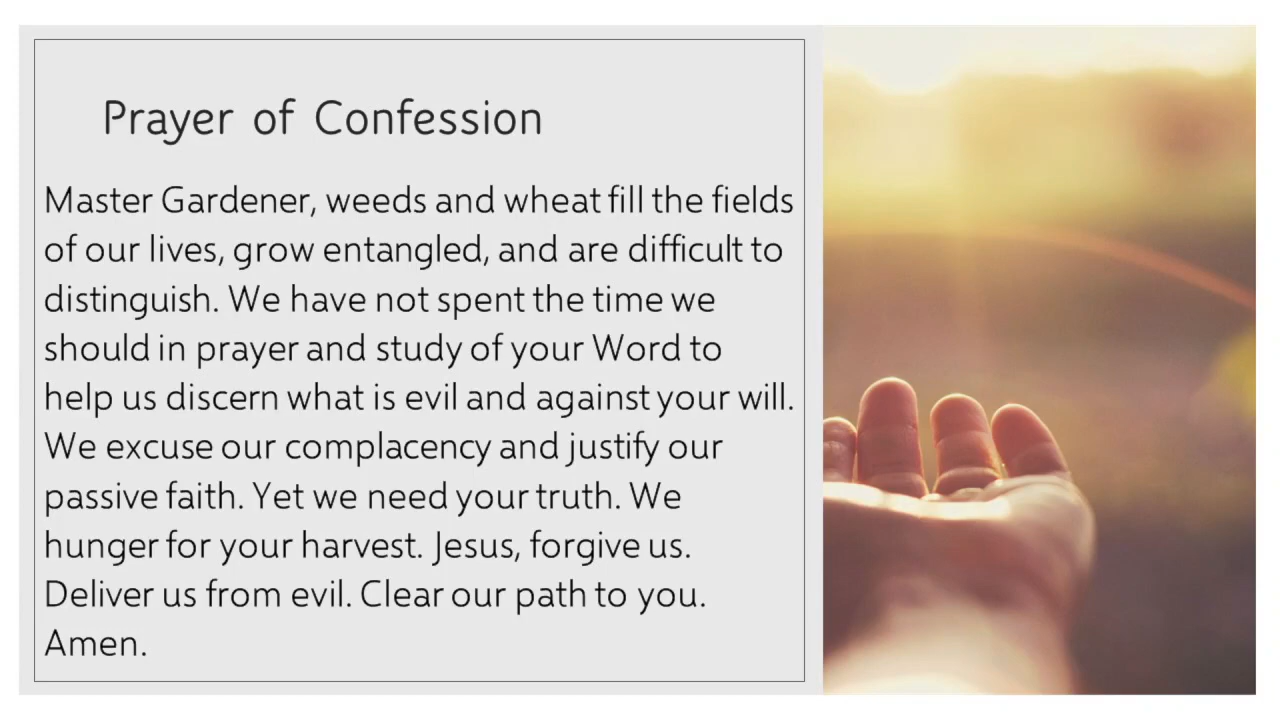 Prayer of Confession
Master Gardener, weeds and wheat fill the fields
of our lives, grow entangled, and are difficult to
distinguish. We have not spent the time we
should in prayer and study of your Word to
help us discern what is evil and against your will.
We excuse our complacency and justify our
passive faith. Yet we need your truth. We
hunger for your harvest. Jesus, forgive us.
Deliver us from evil. Clear our path to you.
Amen.